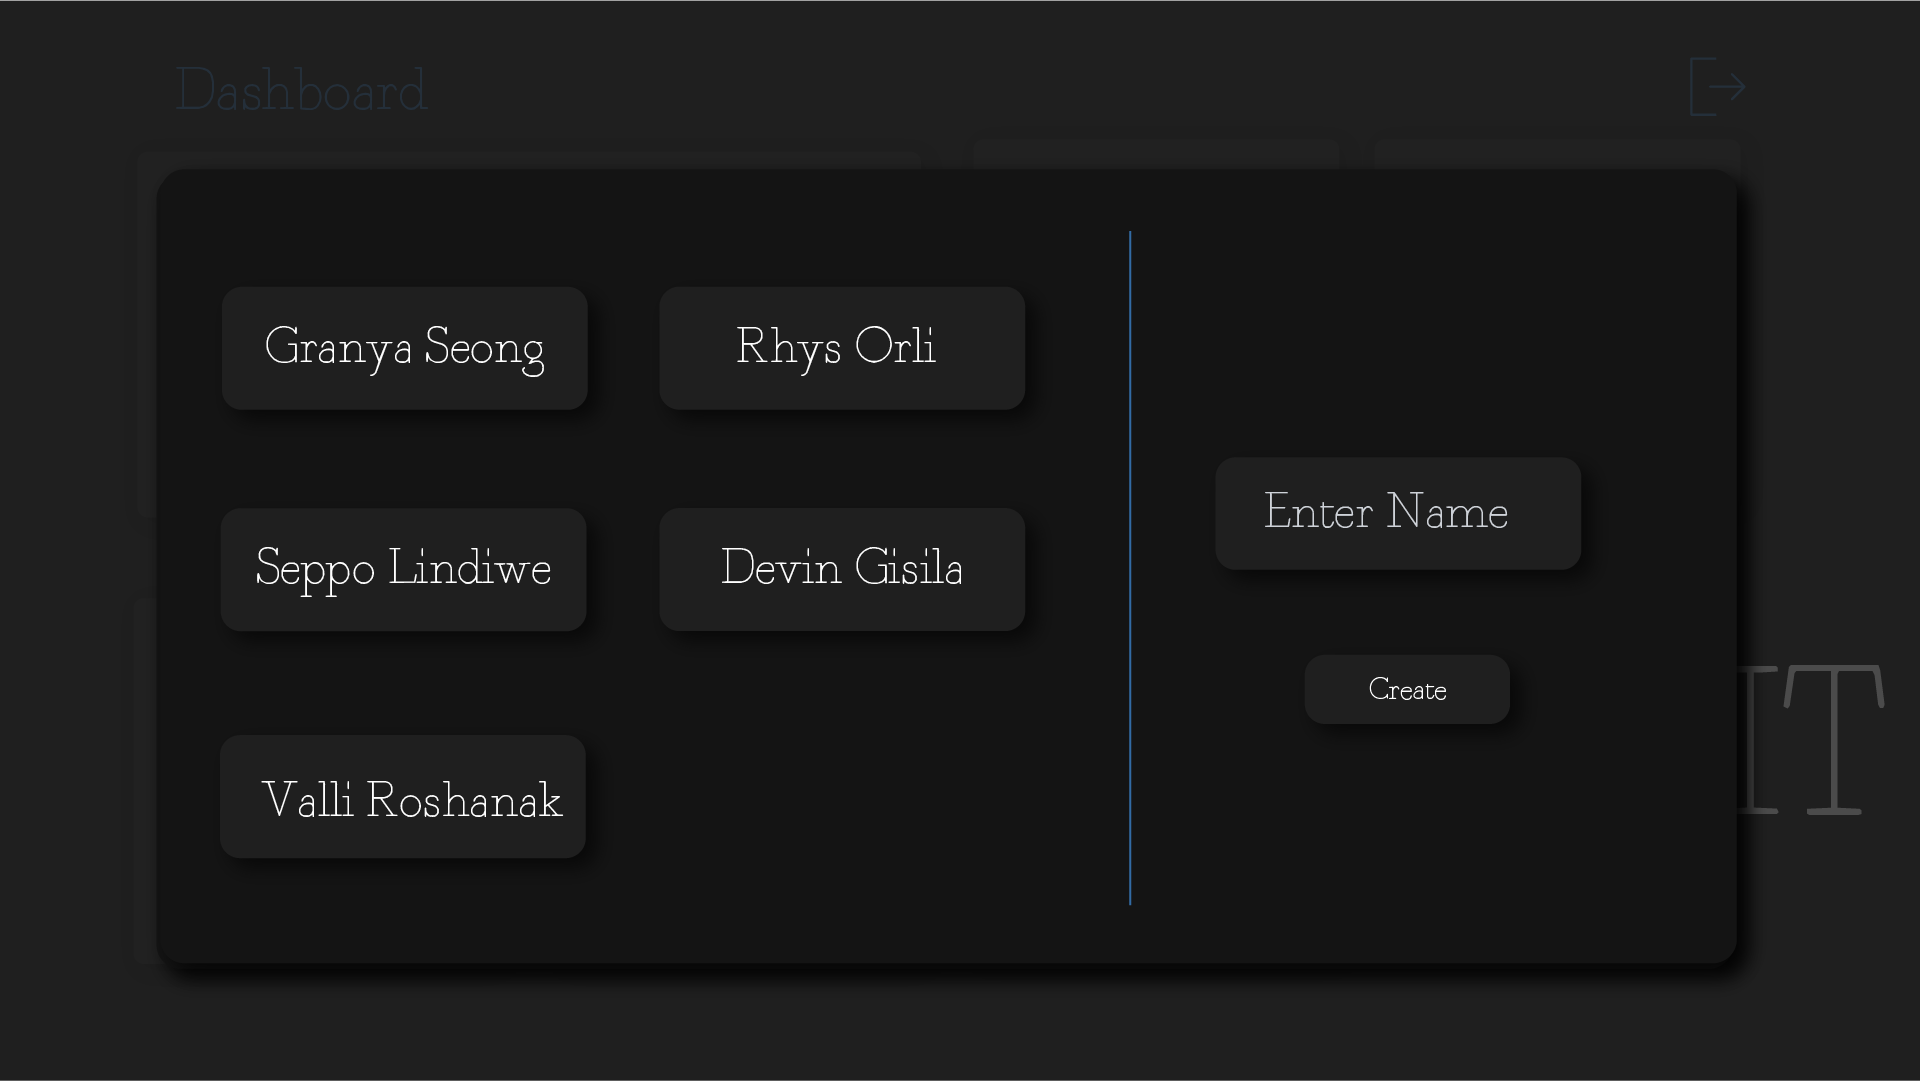 Dashboard
Granya Seong
Rhys Orli
Seppo Lindiwe
Devin Gisila
Valli Roshanak
Enter Name
Create
IT